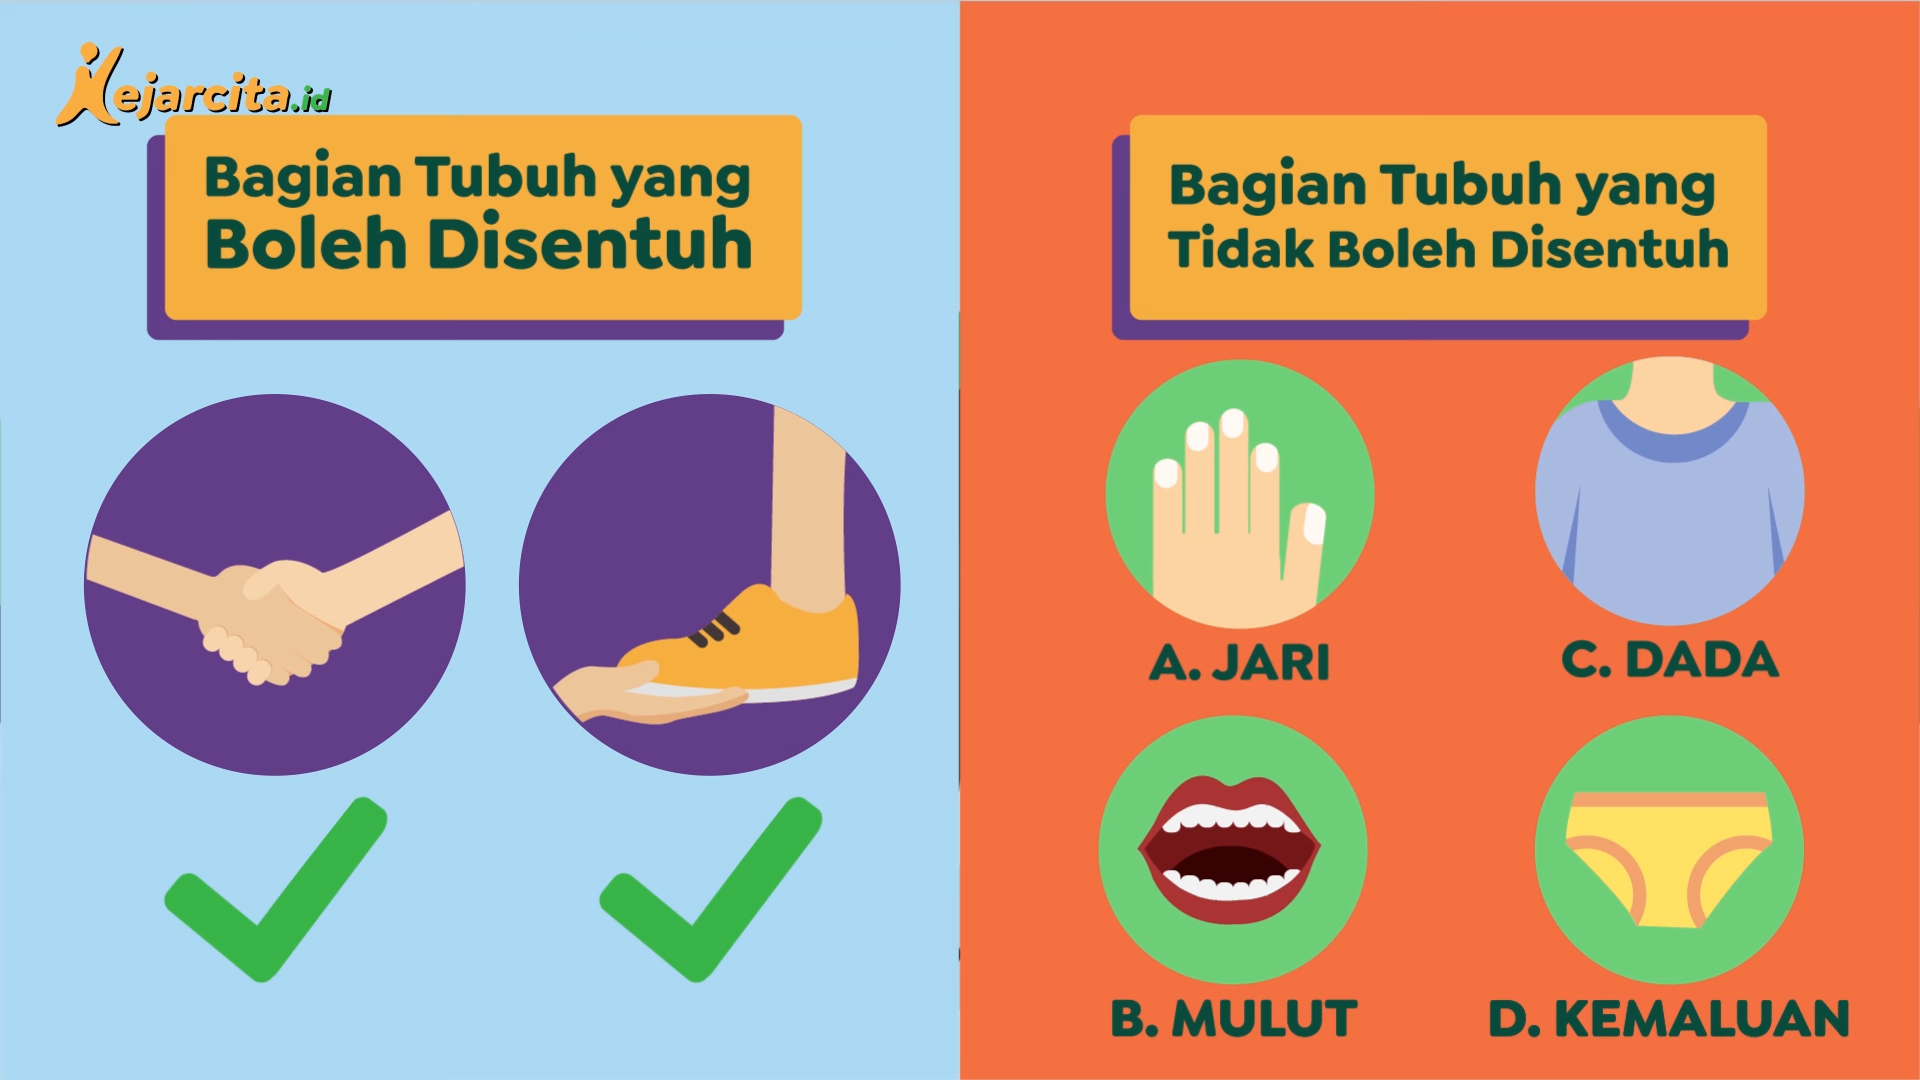 Kejarcita.id
Bagian Tubuh yang
Boleh Disentuh
Bagian Tubuh yang
Tidak Boleh Disentuh
A. JARI
C. DADA
B. MULUT
D. KEMALUAN